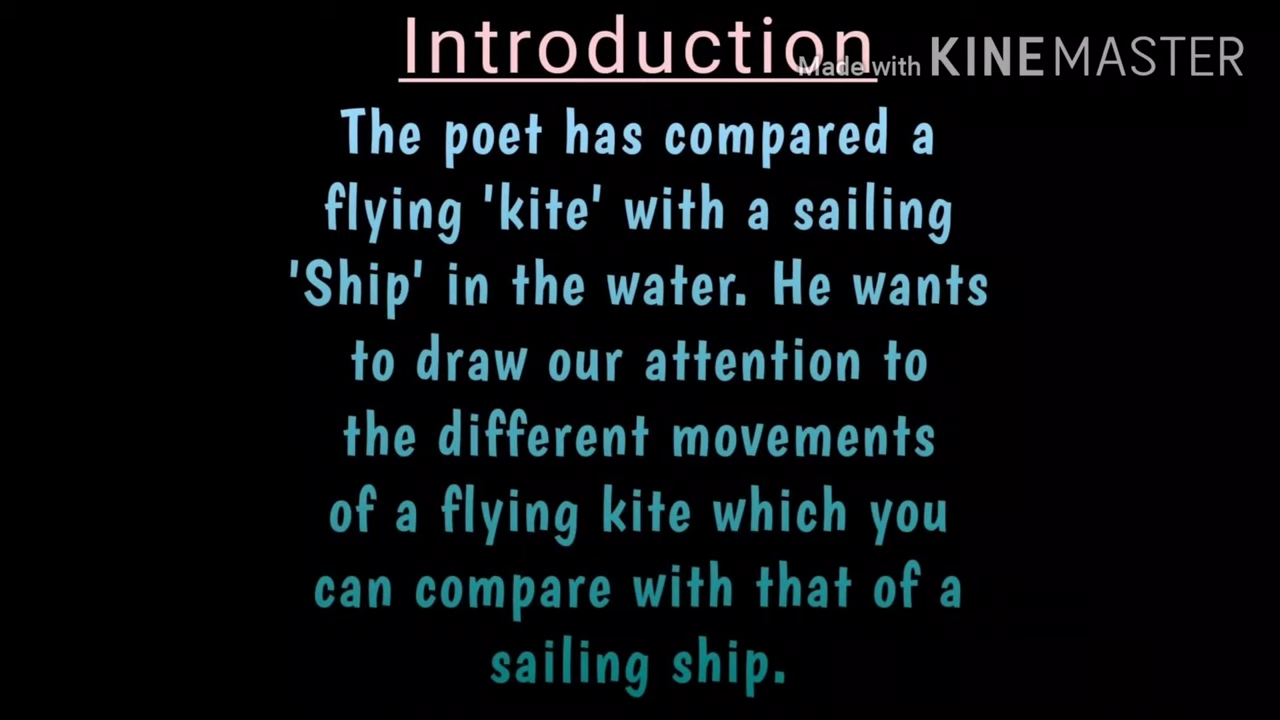 Introduction
Made with KINEMASTER
The poet has compared a
flying 'kite' with a sailing
'Ship' in the water. He wants
to draw our attention to
the different movements
of a flying kite which you
can compare with that of a
sailing ship.